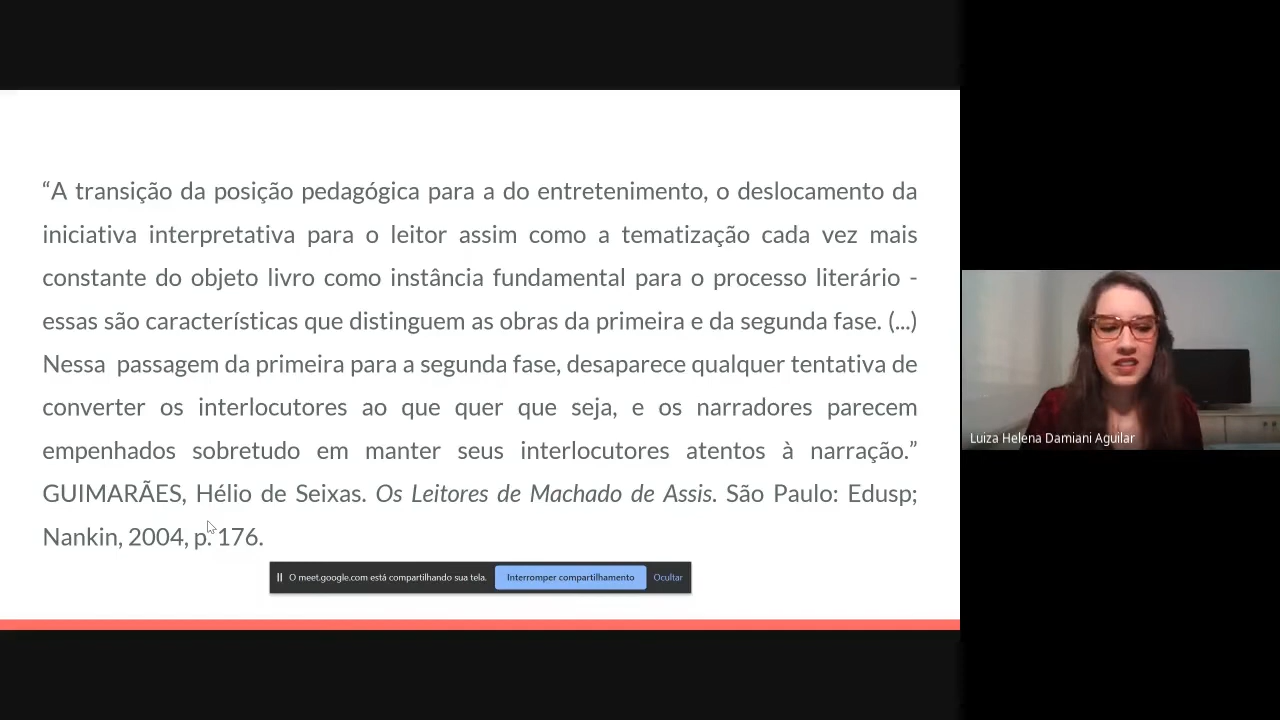 “A transição da posição pedagógica para a do entretenimento, o deslocamento da
iniciativa interpretativa para o leitor assim como a tematização cada vez mais
constante do objeto livro como instância fundamental para o processo literário -
essas são características que distinguem as obras da primeira e da segunda fase. (...)
Nessa passagem da primeira para a segunda fase, desaparece qualquer tentativa de
converter os interlocutores ao que quer que seja, e os narradores parecem
empenhados sobretudo em manter seus interlocutores atentos à narração.”
GUIMARÃES, Hélio de Seixas. Os Leitores de Machado de Assis. São Paulo: Edusp;
Nankin, 2004, p. 176.
O meet.google.com está compartilhando sua tela. Interromper compartilhamento Ocultar
Luiza Helena Damiani Aguilar